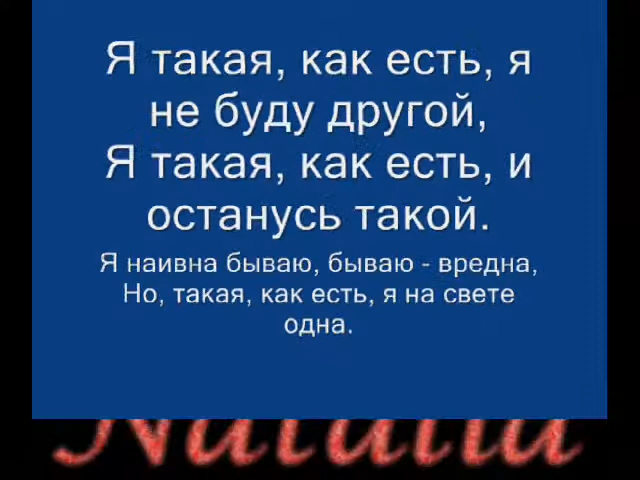 Я такая, как есть, я
не буду другой,
Я такая, как есть, и
останусь такой.
Я наивна бываю, бываю - вредна,
Но, такая, как есть, я на свете
одна.